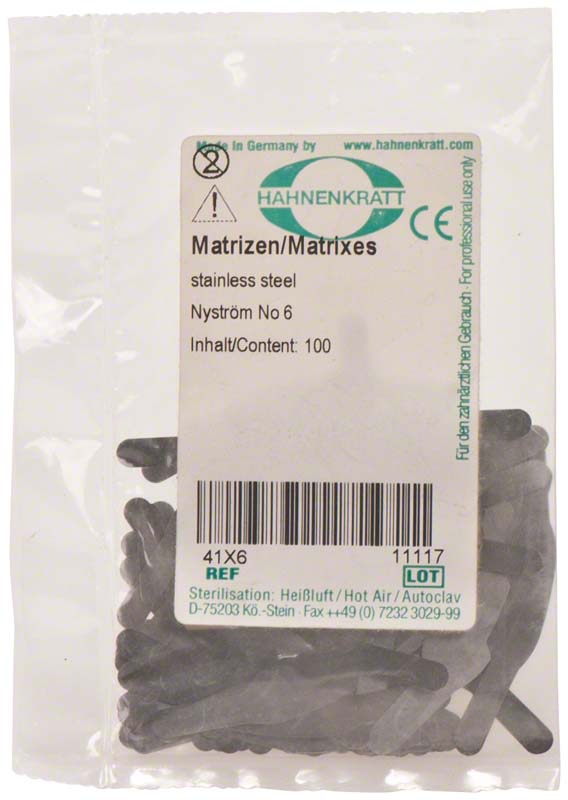 Made in Germany by www.hahnenkratt.com
2
!
HAHNENKRATT
CE
Matrizen/Matrixes
stainless steel
Nyström No 6
Inhalt/Content: 100
Für den zahnärztlichen Gebrauch · For professional use only
41X6 11117
REF LOT
Sterilisation: Heißluft/Hot Air/Autoclav
D-75203 Kö.-Stein · Fax ++49 (0) 7232 3029-99